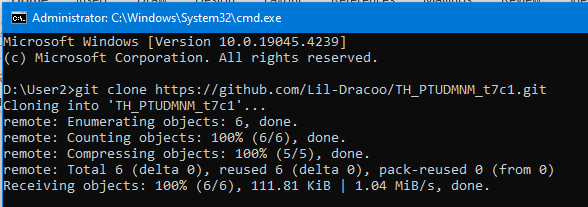 Administrator: C:\Windows\System32\cmd.exe
Microsoft Windows [Version 10.0.19045.4239]
(c) Microsoft Corporation. All rights reserved.
D:\User2>git clone https://github.com/Lil-Dracoo/TH_PTUDMNM_t7c1.git
Cloning into 'TH_PTUDMNM_t7c1'...
remote: Enumerating objects: 6, done.
remote: Counting objects: 100% (6/6), done.
remote: Compressing objects: 100% (5/5), done.
remote: Total 6 (delta 0), reused 6 (delta 0), pack-reused 0 (from 0)
Receiving objects: 100% (6/6), 111.81 KiB | 1.04 MiB/s, done.